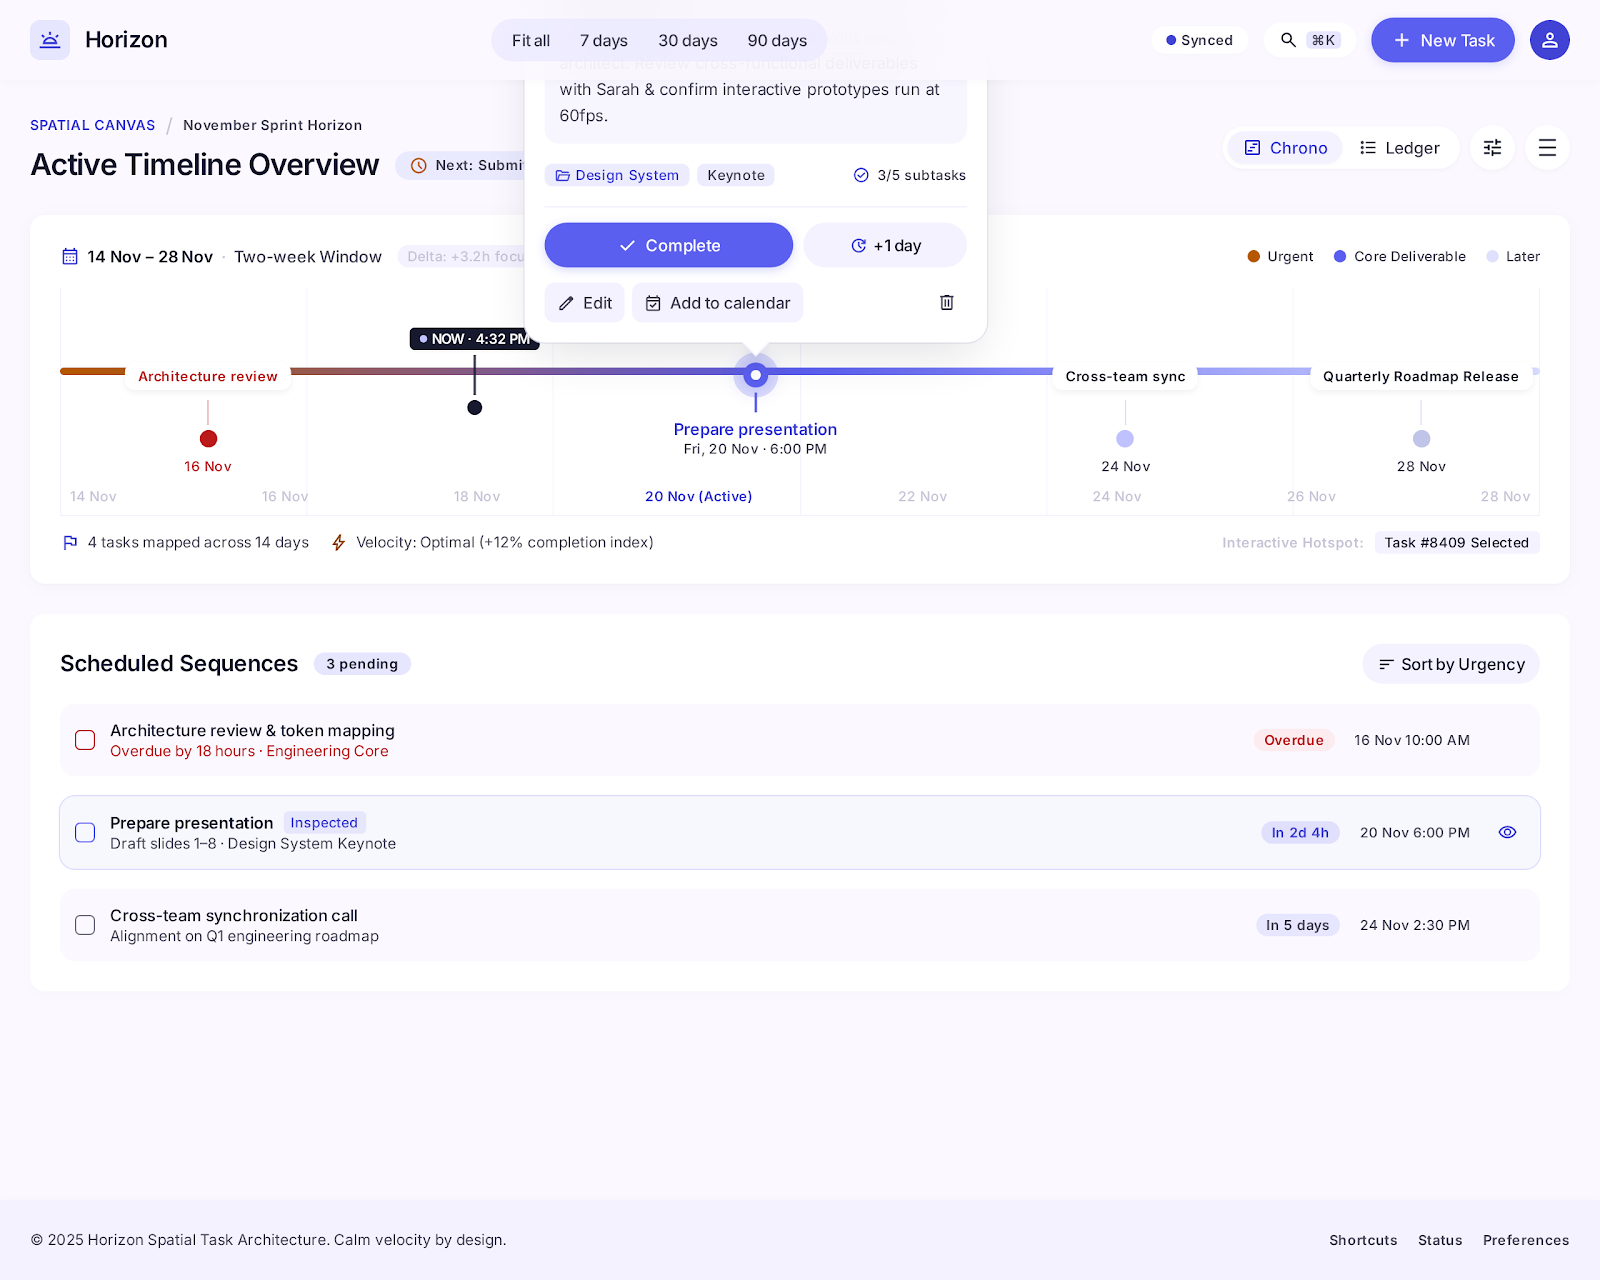 Horizon
Fit all
7 days
30 days
90 days
Synced
⌘K
New Task
architect. Review cross-functional deliverables
with Sarah & confirm interactive prototypes run at
60fps.
SPATIAL CANVAS / November Sprint Horizon
Active Timeline Overview
Next: Submi
Chrono
Ledger
Design System
Keynote
3/5 subtasks
Complete
+1 day
Edit
Add to calendar
14 Nov – 28 Nov · Two-week Window
Delta: +3.2h focu
Urgent
Core Deliverable
Later
NOW · 4:32 PM
Architecture review
16 Nov
Prepare presentation
Fri, 20 Nov · 6:00 PM
Cross-team sync
24 Nov
Quarterly Roadmap Release
28 Nov
14 Nov
16 Nov
18 Nov
20 Nov (Active)
22 Nov
24 Nov
26 Nov
28 Nov
4 tasks mapped across 14 days
Velocity: Optimal (+12% completion index)
Interactive Hotspot:
Task #8409 Selected
Scheduled Sequences
3 pending
Sort by Urgency
Architecture review & token mapping
Overdue by 18 hours · Engineering Core
Overdue
16 Nov 10:00 AM
Prepare presentation
Inspected
Draft slides 1–8 · Design System Keynote
In 2d 4h
20 Nov 6:00 PM
Cross-team synchronization call
Alignment on Q1 engineering roadmap
In 5 days
24 Nov 2:30 PM
© 2025 Horizon Spatial Task Architecture. Calm velocity by design.
Shortcuts
Status
Preferences